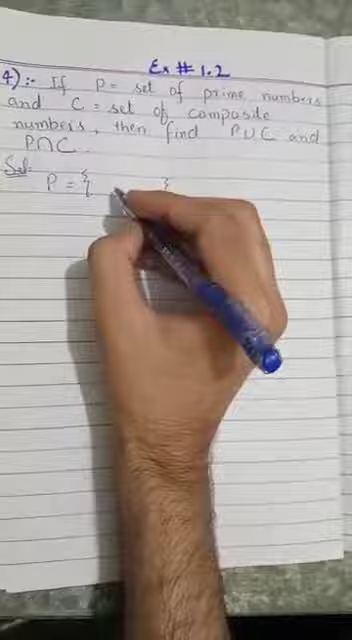 Ex # 1.2
4):- If P = set of prime numbers
and C = set of composite
numbers, then find P∪C and
P∩C.
Sol:
P = { }